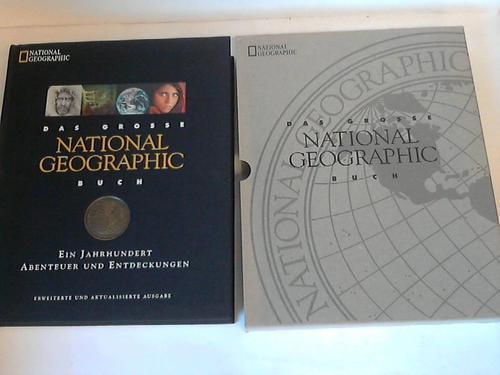 NATIONAL
GEOGRAPHIC
DAS GROSSE
NATIONAL
GEOGRAPHIC
BUCH
EIN JAHRHUNDERT
ABENTEUER UND ENTDECKUNGEN
ERWEITERTE UND AKTUALISIERTE AUSGABE
NATIONAL
GEOGRAPHIC
DAS GROSSE
NATIONAL
GEOGRAPHIC
BUCH
NATIONAL GEOGRAPHIC